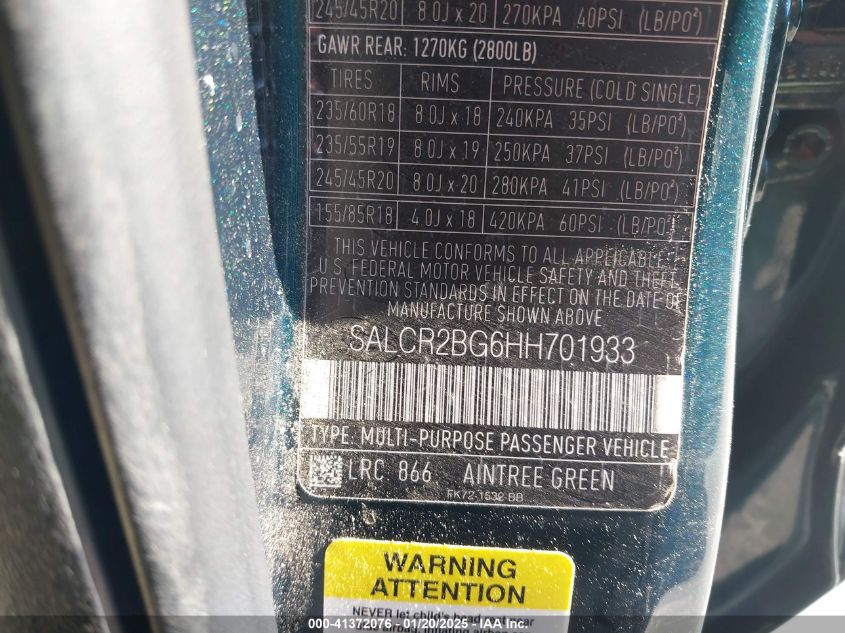 245/45R20 8.0J x 20 270KPA 40PSI (LB/PO²)
GAWR REAR: 1270KG (2800LB)
TIRES RIMS PRESSURE (COLD SINGLE)
235/60R18 8.0J x 18 240KPA 35PSI (LB/PO²)
235/55R19 8.0J x 19 250KPA 37PSI (LB/PO²)
245/45R20 8.0J x 20 280KPA 41PSI (LB/PO²)
155/85R18 4.0J x 18 420KPA 60PSI (LB/PO²)
THIS VEHICLE CONFORMS TO ALL APPLICABLE
U.S. FEDERAL MOTOR VEHICLE SAFETY AND THEFT
PREVENTION STANDARDS IN EFFECT ON THE DATE OF
MANUFACTURE SHOWN ABOVE
SALCR2BG6HH701933
TYPE: MULTI-PURPOSE PASSENGER VEHICLE
LRC 866 AINTREE GREEN
FK72-1532-BB
WARNING
ATTENTION
NEVER let child's head
000-41372076 - 01/20/2025 - IAA Inc.